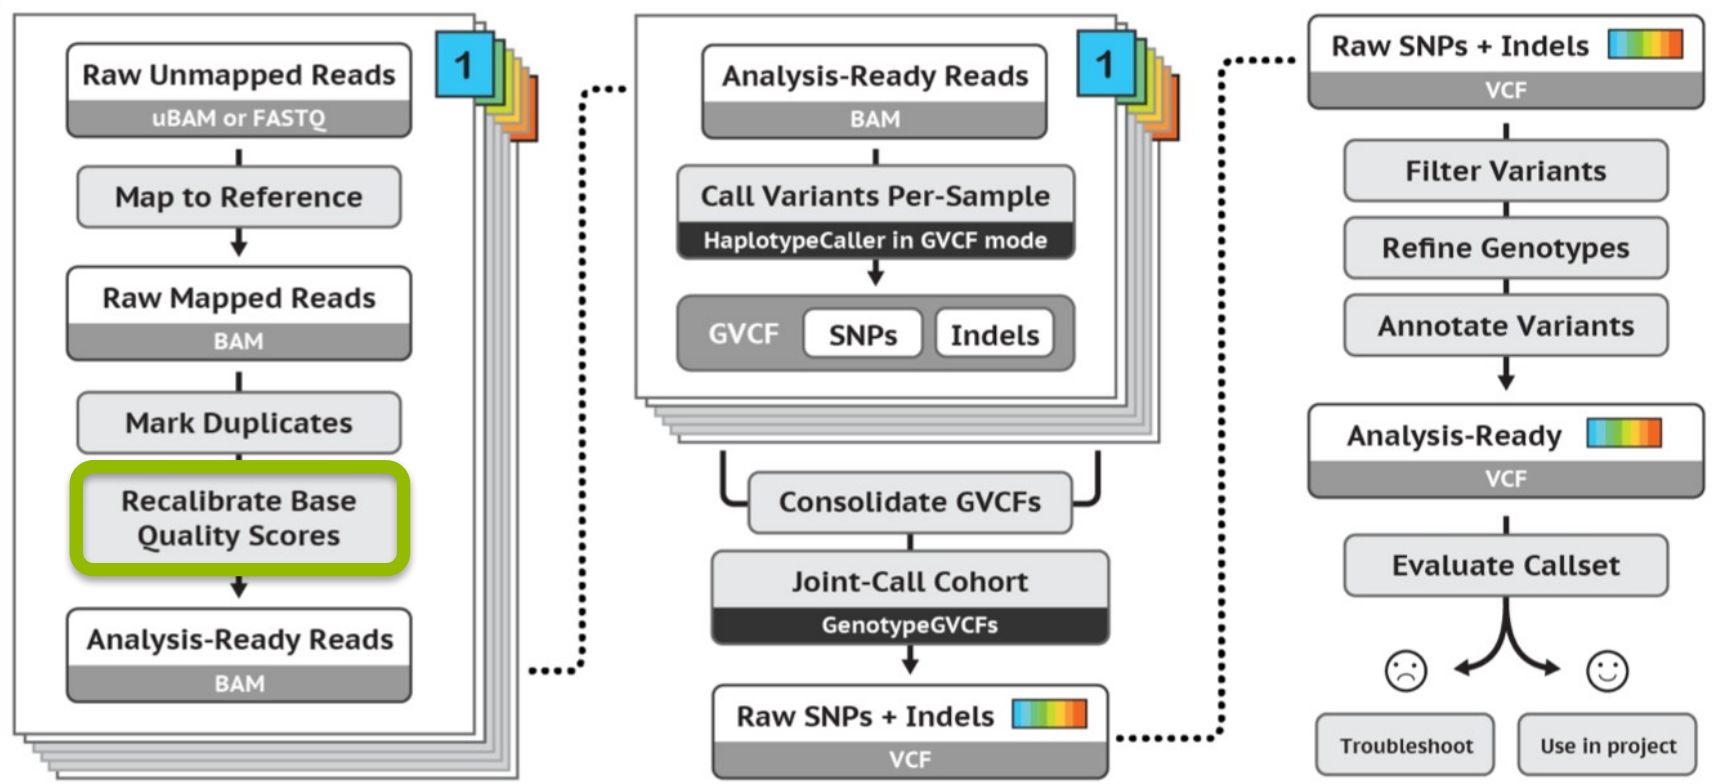 1
Raw Unmapped Reads
uBAM or FASTQ
Map to Reference
Raw Mapped Reads
BAM
Mark Duplicates
Recalibrate Base
Quality Scores
Analysis-Ready Reads
BAM
1
Analysis-Ready Reads
BAM
Call Variants Per-Sample
HaplotypeCaller in GVCF mode
GVCF SNPs Indels
Consolidate GVCFs
Joint-Call Cohort
GenotypeGVCFs
Raw SNPs + Indels
VCF
Raw SNPs + Indels
VCF
Filter Variants
Refine Genotypes
Annotate Variants
Analysis-Ready
VCF
Evaluate Callset
Troubleshoot
Use in project